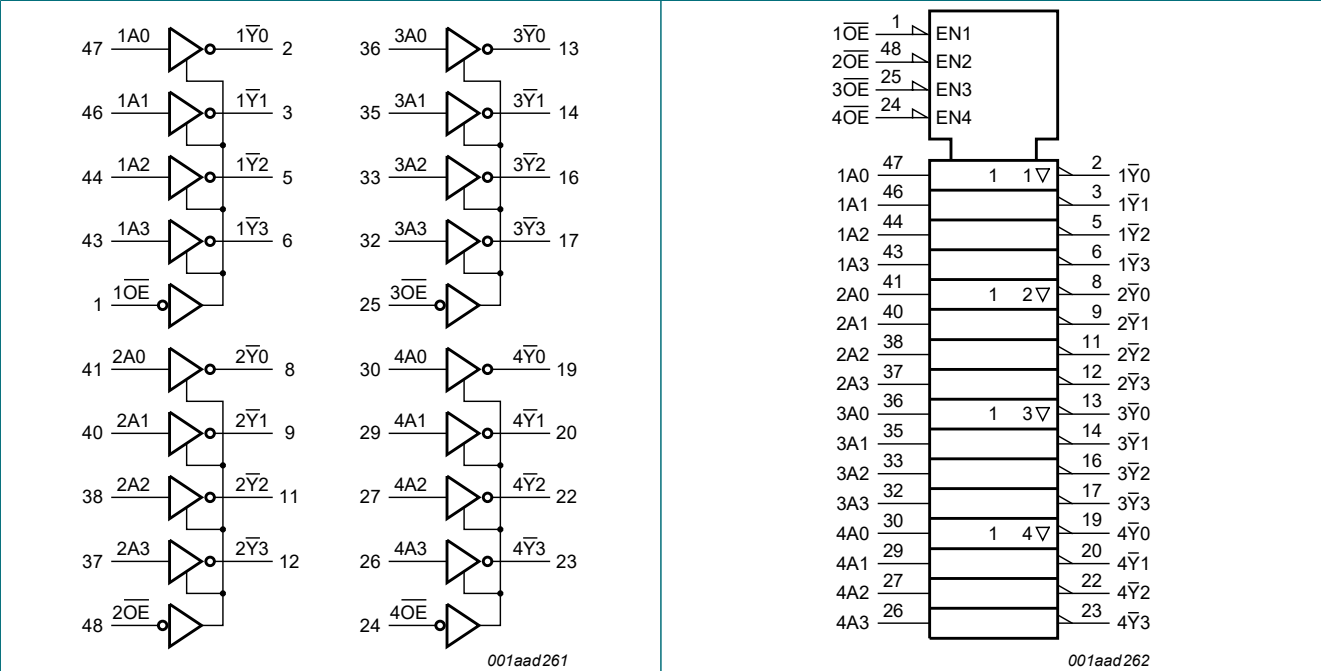 47 1A0 1Y̅0 2
46 1A1 1Y̅1 3
44 1A2 1Y̅2 5
43 1A3 1Y̅3 6
1 1O̅E̅
41 2A0 2Y̅0 8
40 2A1 2Y̅1 9
38 2A2 2Y̅2 11
37 2A3 2Y̅3 12
48 2O̅E̅
36 3A0 3Y̅0 13
35 3A1 3Y̅1 14
33 3A2 3Y̅2 16
32 3A3 3Y̅3 17
25 3O̅E̅
30 4A0 4Y̅0 19
29 4A1 4Y̅1 20
27 4A2 4Y̅2 22
26 4A3 4Y̅3 23
24 4O̅E̅
001aad261
1O̅E̅ 1 EN1
2O̅E̅ 48 EN2
3O̅E̅ 25 EN3
4O̅E̅ 24 EN4
1A0 47 1 1▽ 2 1Y̅0
1A1 46 3 1Y̅1
1A2 44 5 1Y̅2
1A3 43 6 1Y̅3
2A0 41 1 2▽ 8 2Y̅0
2A1 40 9 2Y̅1
2A2 38 11 2Y̅2
2A3 37 12 2Y̅3
3A0 36 1 3▽ 13 3Y̅0
3A1 35 14 3Y̅1
3A2 33 16 3Y̅2
3A3 32 17 3Y̅3
4A0 30 1 4▽ 19 4Y̅0
4A1 29 20 4Y̅1
4A2 27 22 4Y̅2
4A3 26 23 4Y̅3
001aad262